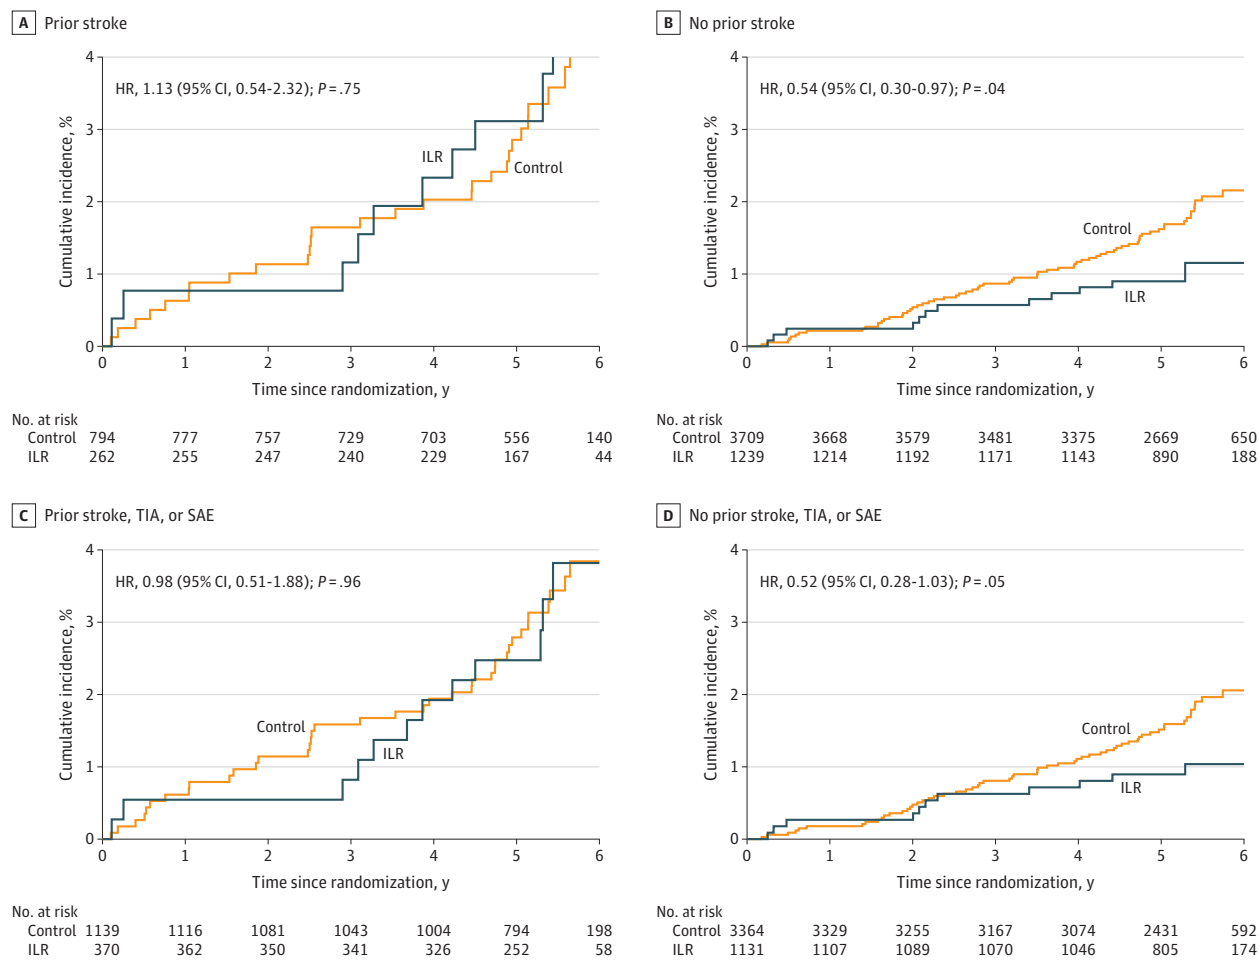 A Prior stroke
4
3
2
1
0
Cumulative incidence, %
HR, 1.13 (95% CI, 0.54-2.32); P = .75
ILR
Control
0 1 2 3 4 5 6
Time since randomization, y
No. at risk
Control 794 777 757 729 703 556 140
ILR 262 255 247 240 229 167 44
B No prior stroke
4
3
2
1
0
Cumulative incidence, %
HR, 0.54 (95% CI, 0.30-0.97); P = .04
Control
ILR
0 1 2 3 4 5 6
Time since randomization, y
No. at risk
Control 3709 3668 3579 3481 3375 2669 650
ILR 1239 1214 1192 1171 1143 890 188
C Prior stroke, TIA, or SAE
4
3
2
1
0
Cumulative incidence, %
HR, 0.98 (95% CI, 0.51-1.88); P = .96
Control
ILR
0 1 2 3 4 5 6
Time since randomization, y
No. at risk
Control 1139 1116 1081 1043 1004 794 198
ILR 370 362 350 341 326 252 58
D No prior stroke, TIA, or SAE
4
3
2
1
0
Cumulative incidence, %
HR, 0.52 (95% CI, 0.28-1.03); P = .05
Control
ILR
0 1 2 3 4 5 6
Time since randomization, y
No. at risk
Control 3364 3329 3255 3167 3074 2431 592
ILR 1131 1107 1089 1070 1046 805 174